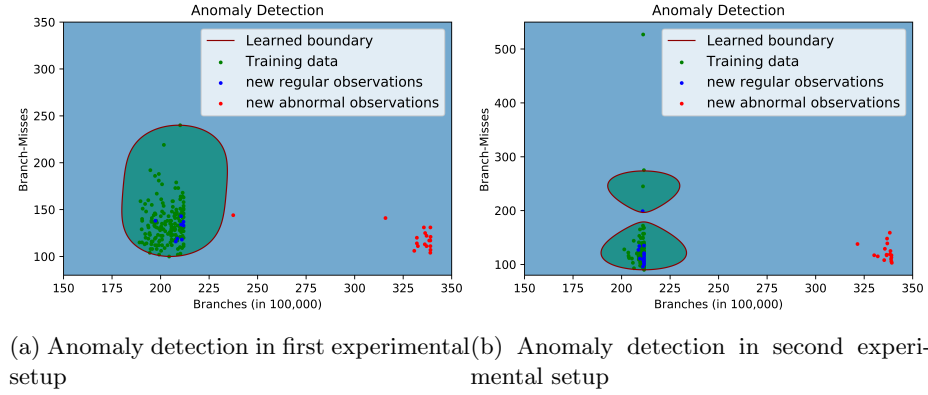 Anomaly Detection
350
300
250
200
150
100
Branch-Misses
Learned boundary
Training data
new regular observations
new abnormal observations
150 175 200 225 250 275 300 325 350
Branches (in 100,000)
(a) Anomaly detection in first experimental
setup
Anomaly Detection
500
400
300
200
100
Branch-Misses
Learned boundary
Training data
new regular observations
new abnormal observations
150 175 200 225 250 275 300 325 350
Branches (in 100,000)
(b) Anomaly detection in second experi-
mental setup